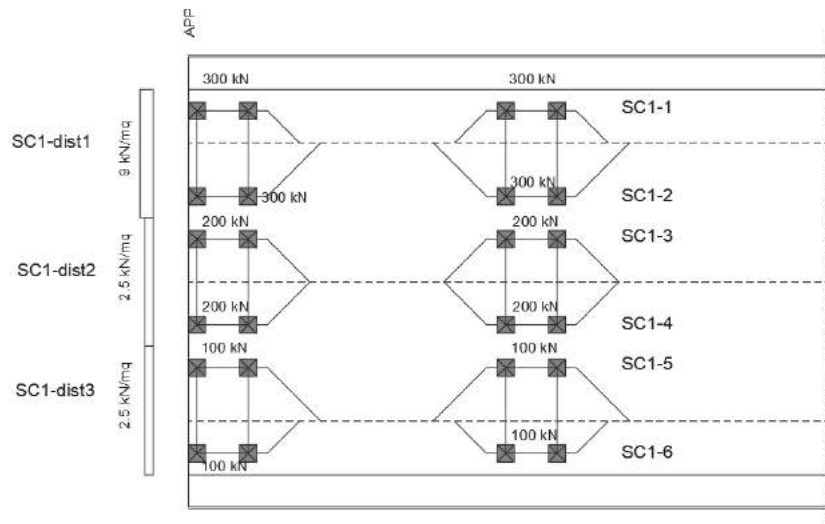 APP
300 kN 300 kN
SC1-1
SC1-dist1
9 kN/mq
300 kN 300 kN
SC1-2
200 kN 200 kN
SC1-3
SC1-dist2
2.5 kN/mq
200 kN 200 kN
SC1-4
100 kN 100 kN
SC1-5
SC1-dist3
2.5 kN/mq
100 kN 100 kN
SC1-6